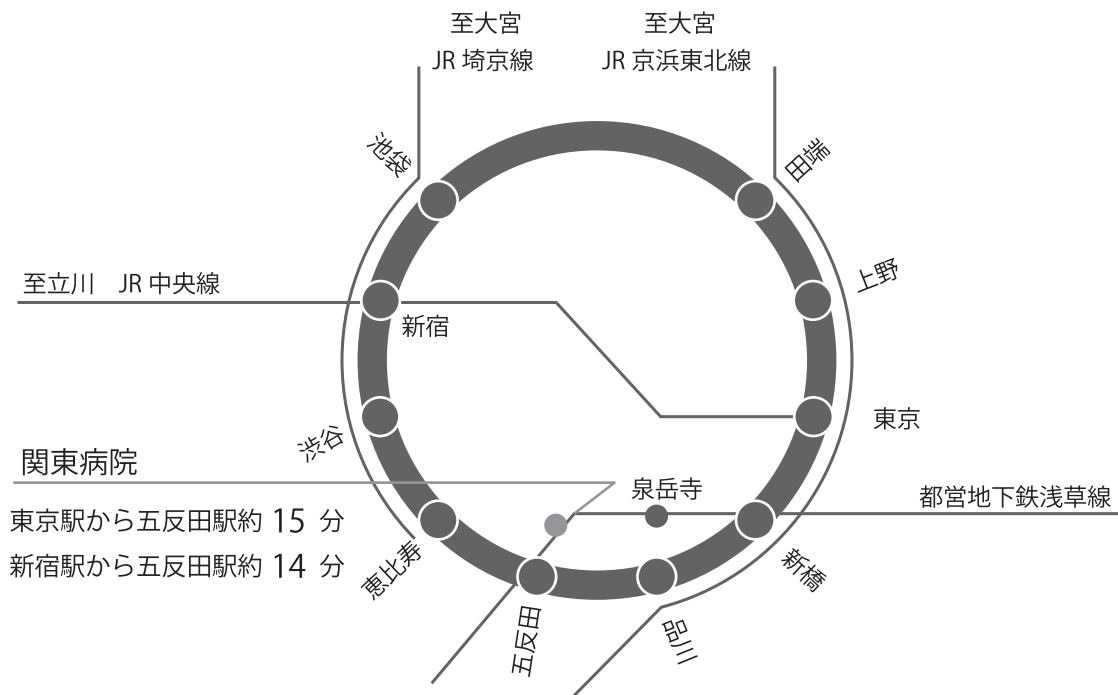 至大宮
JR 埼京線
至大宮
JR 京浜東北線
池袋
田端
上野
至立川 JR 中央線
新宿
東京
渋谷
関東病院
泉岳寺
都営地下鉄浅草線
東京駅から五反田駅約 15 分
新宿駅から五反田駅約 14 分
恵比寿
新橋
五反田
品川